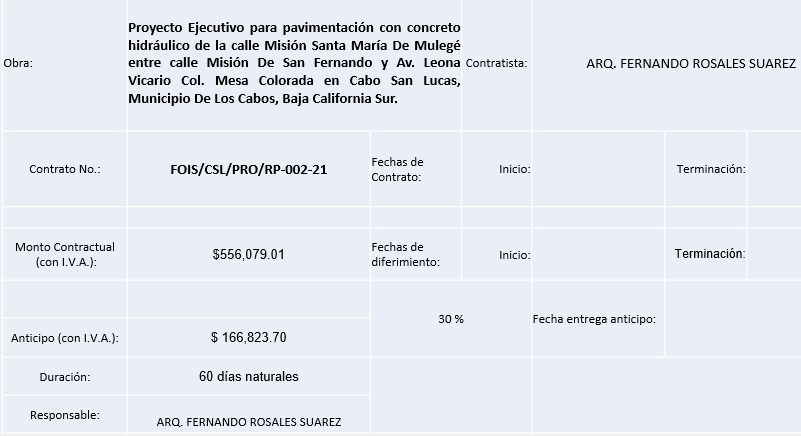 Obra:
Proyecto Ejecutivo para pavimentación con concreto
hidráulico de la calle Misión Santa María De Mulegé
entre calle Misión De San Fernando y Av. Leona
Vicario Col. Mesa Colorada en Cabo San Lucas,
Municipio De Los Cabos, Baja California Sur.
Contratista:
ARQ. FERNANDO ROSALES SUAREZ
Contrato No.:
FOIS/CSL/PRO/RP-002-21
Fechas de
Contrato:
Inicio:
Terminación:
Monto Contractual
(con I.V.A.):
$556,079.01
Fechas de
diferimiento:
Inicio:
Terminación:
Anticipo (con I.V.A.):
$ 166,823.70
30 %
Fecha entrega anticipo:
Duración:
60 días naturales
Responsable:
ARQ. FERNANDO ROSALES SUAREZ